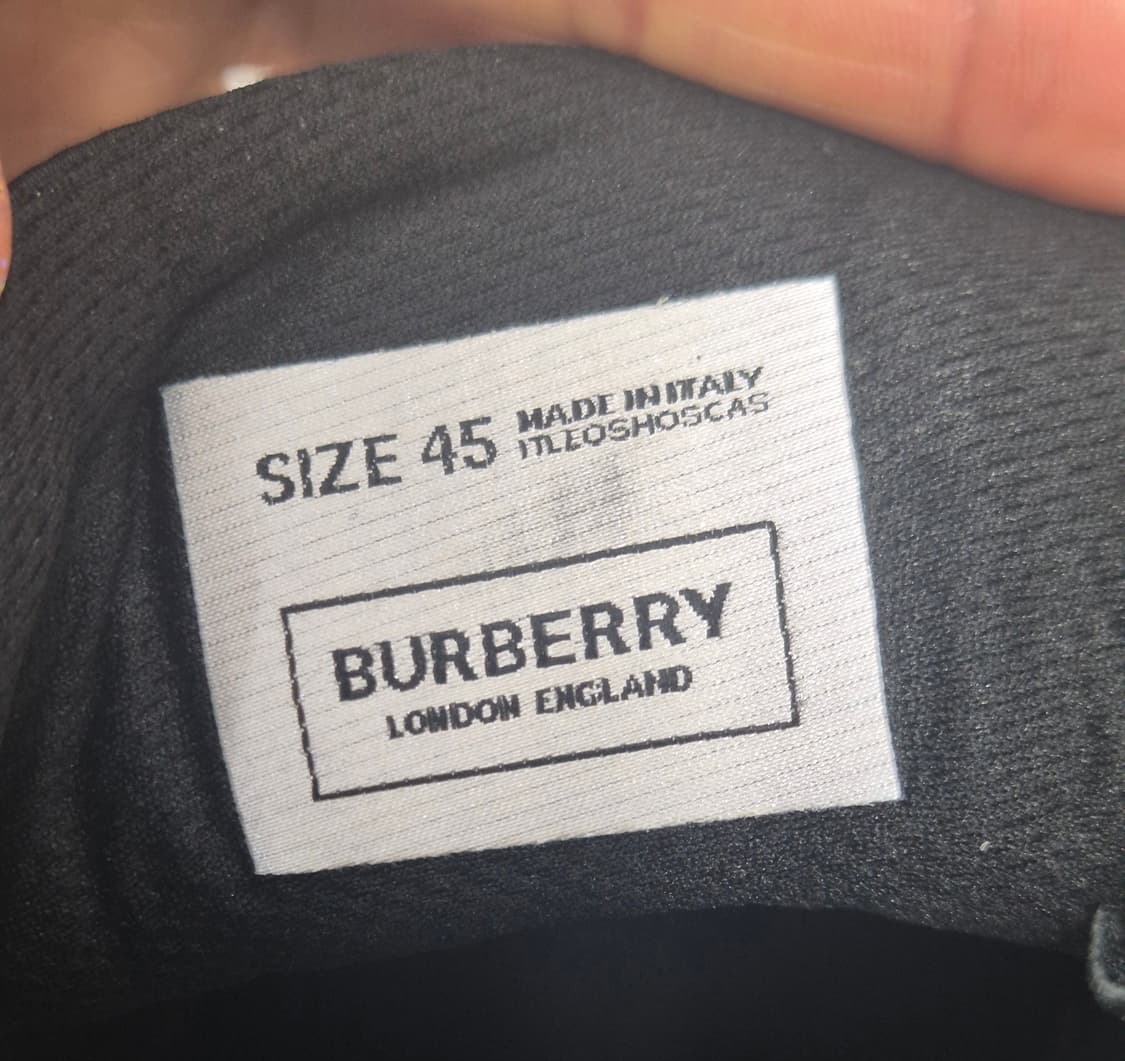 SIZE 45
MADE IN ITALY
ITLEOSHOSCAS
BURBERRY
LONDON ENGLAND